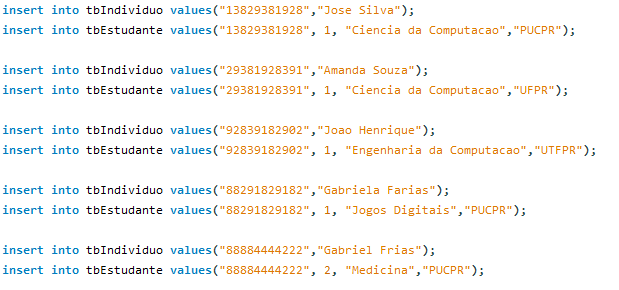 insert into tbIndividuo values("13829381928","Jose Silva");
insert into tbEstudante values("13829381928", 1, "Ciencia da Computacao","PUCPR");
insert into tbIndividuo values("29381928391","Amanda Souza");
insert into tbEstudante values("29381928391", 1, "Ciencia da Computacao","UFPR");
insert into tbIndividuo values("92839182902","Joao Henrique");
insert into tbEstudante values("92839182902", 1, "Engenharia da Computacao","UTFPR");
insert into tbIndividuo values("88291829182","Gabriela Farias");
insert into tbEstudante values("88291829182", 1, "Jogos Digitais","PUCPR");
insert into tbIndividuo values("88884444222","Gabriel Frias");
insert into tbEstudante values("88884444222", 2, "Medicina","PUCPR");